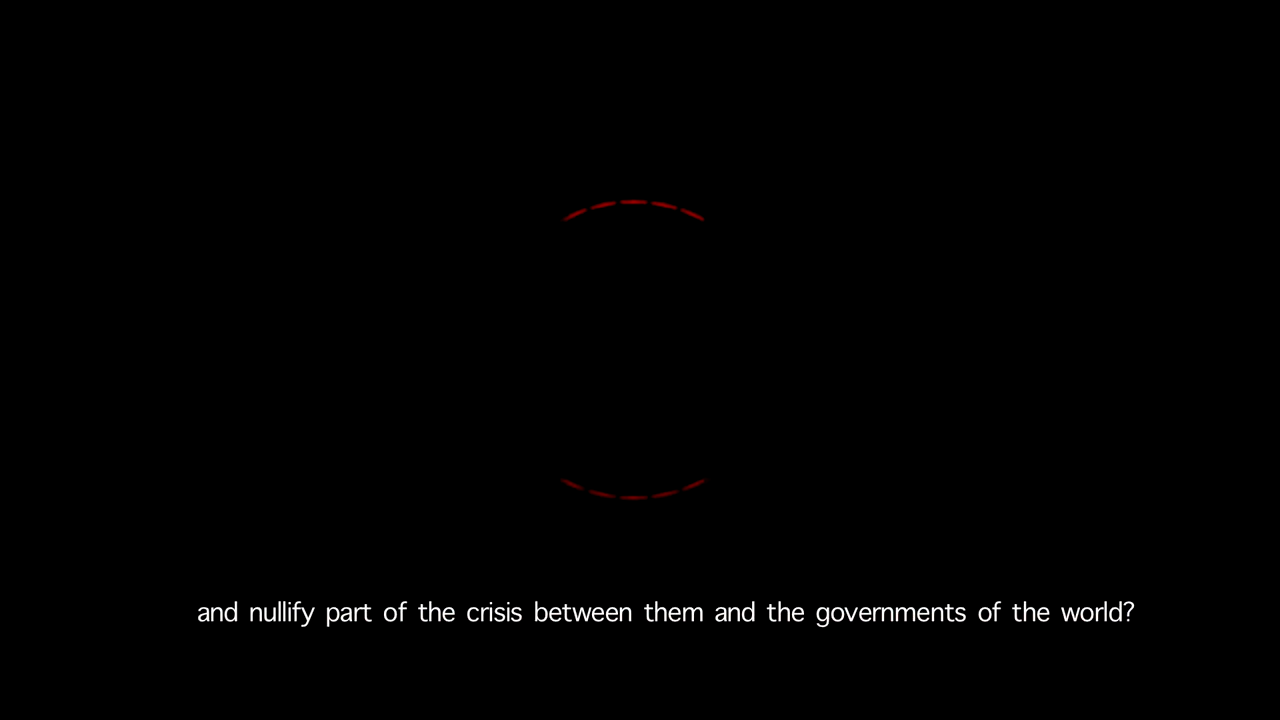 and nullify part of the crisis between them and the governments of the world?